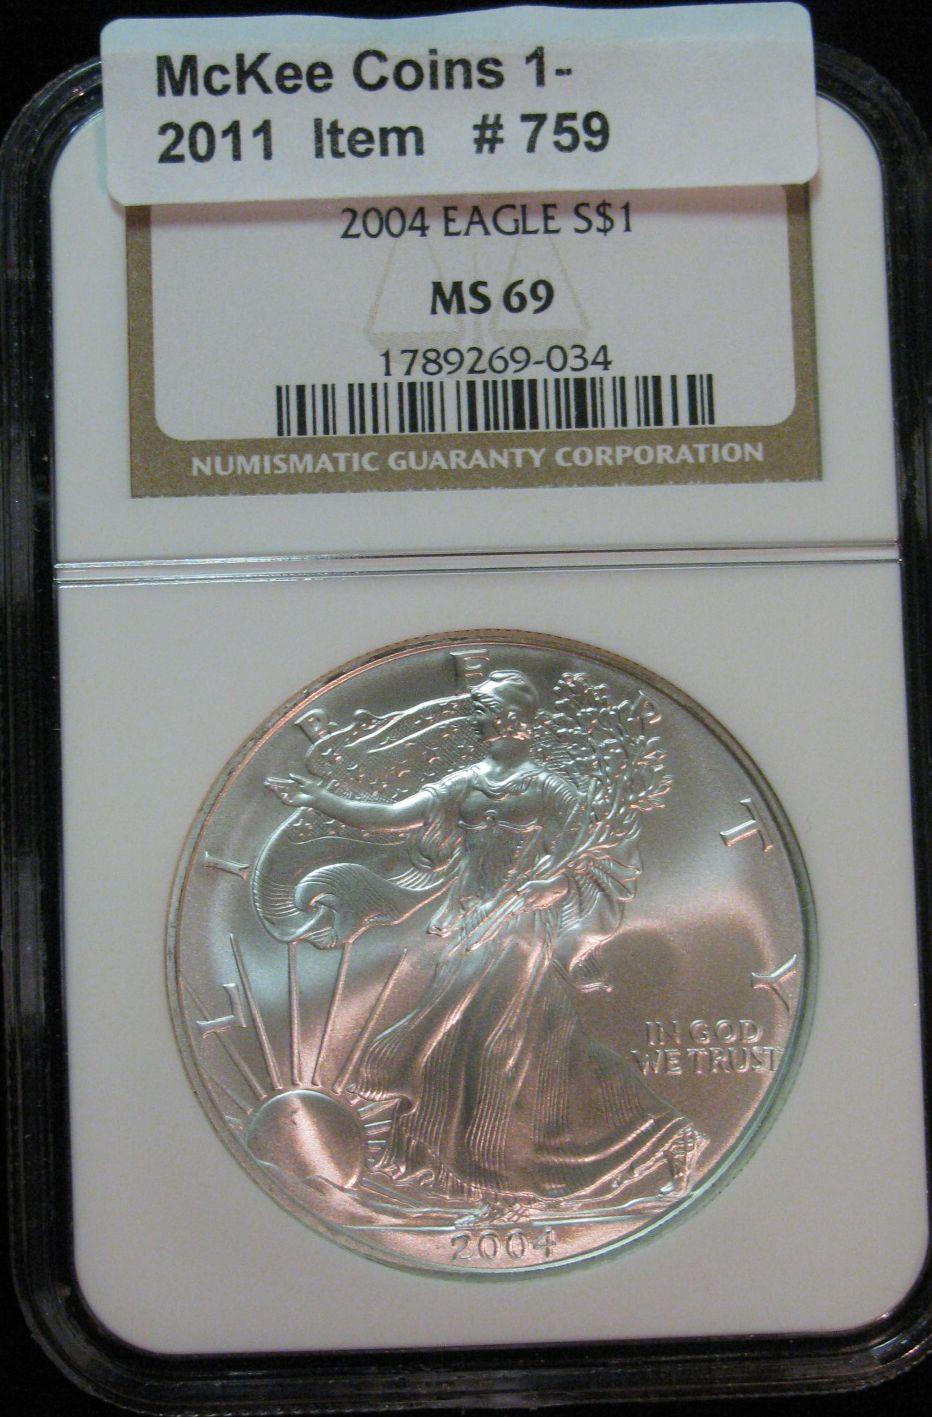 McKee Coins 1-
2011 Item # 759
2004 EAGLE S$1
MS 69
1789269-034
NUMISMATIC GUARANTY CORPORATION
LIBERTY
IN GOD
WE TRUST
2004